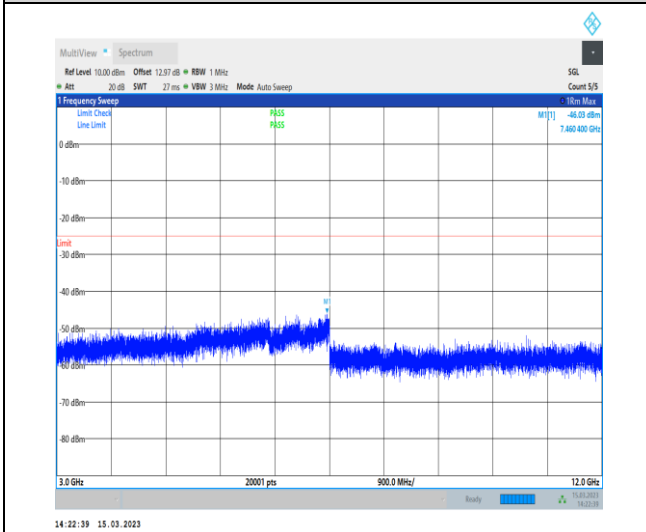 MultiView Spectrum
Ref Level 10.00 dBm Offset 12.97 dB RBW 1 MHz SGL
Att 20 dB SWT 27 ms VBW 3 MHz Mode Auto Sweep Count 5/5
1 Frequency Sweep 1Rm Max
Limit Check PASS M1[1] -46.03 dBm
Line Limit PASS 7.460 400 GHz
0 dBm
-10 dBm
-20 dBm
Limit
-30 dBm
-40 dBm
M1
-50 dBm
-60 dBm
-70 dBm
-80 dBm
3.0 GHz 20001 pts 900.0 MHz/ 12.0 GHz
Ready 15.03.2023
14:22:39
14:22:39 15.03.2023